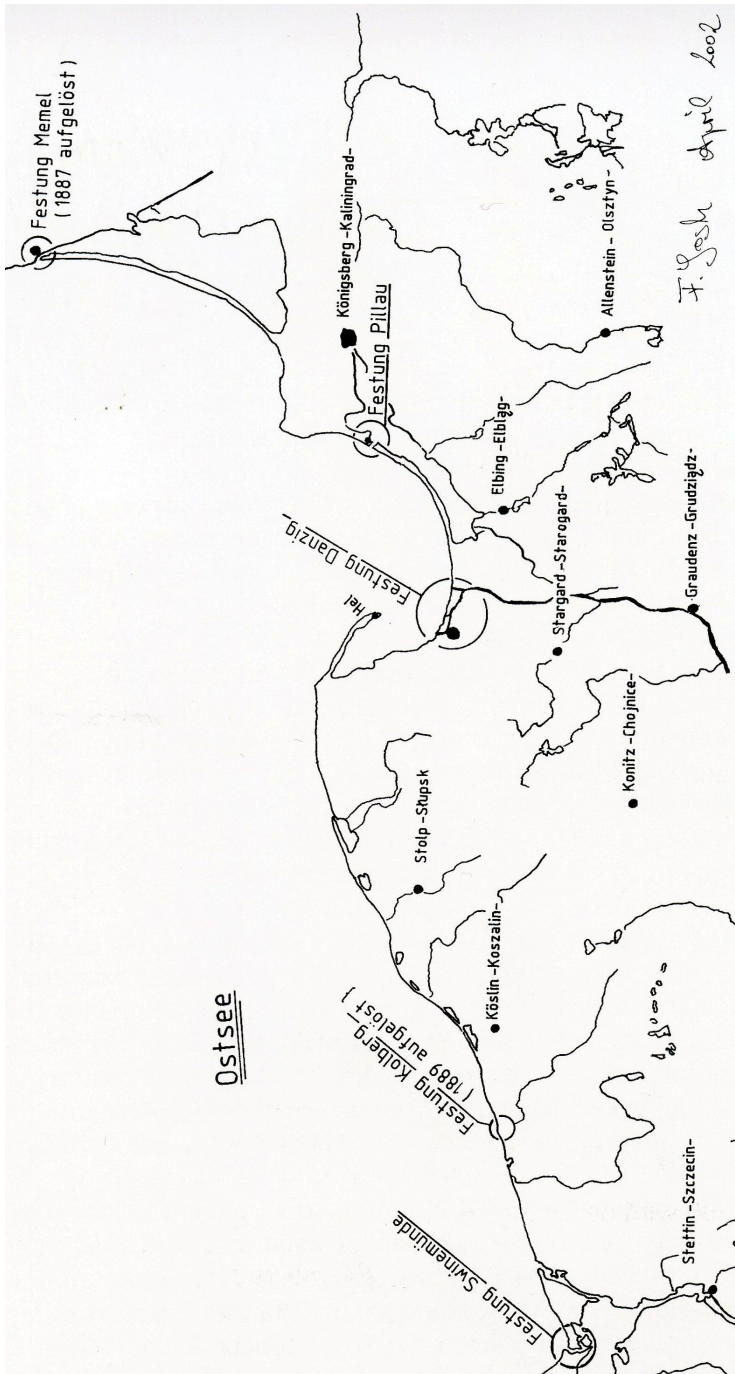 Ostsee
Festung Memel
(1887 aufgelöst)
Königsberg -Kaliningrad-
Festung Pillau
Festung Danzig
Hel
Elbing -Elbląg-
Allenstein - Olsztyn-
Stargard -Starogard-
Graudenz -Grudziądz-
Konitz -Chojnice-
Stolp -Słupsk
Köslin -Koszalin-
Festung Kolberg
(1889 aufgelöst)
Festung Swinemünde
Stettin -Szczecin-
April 2002